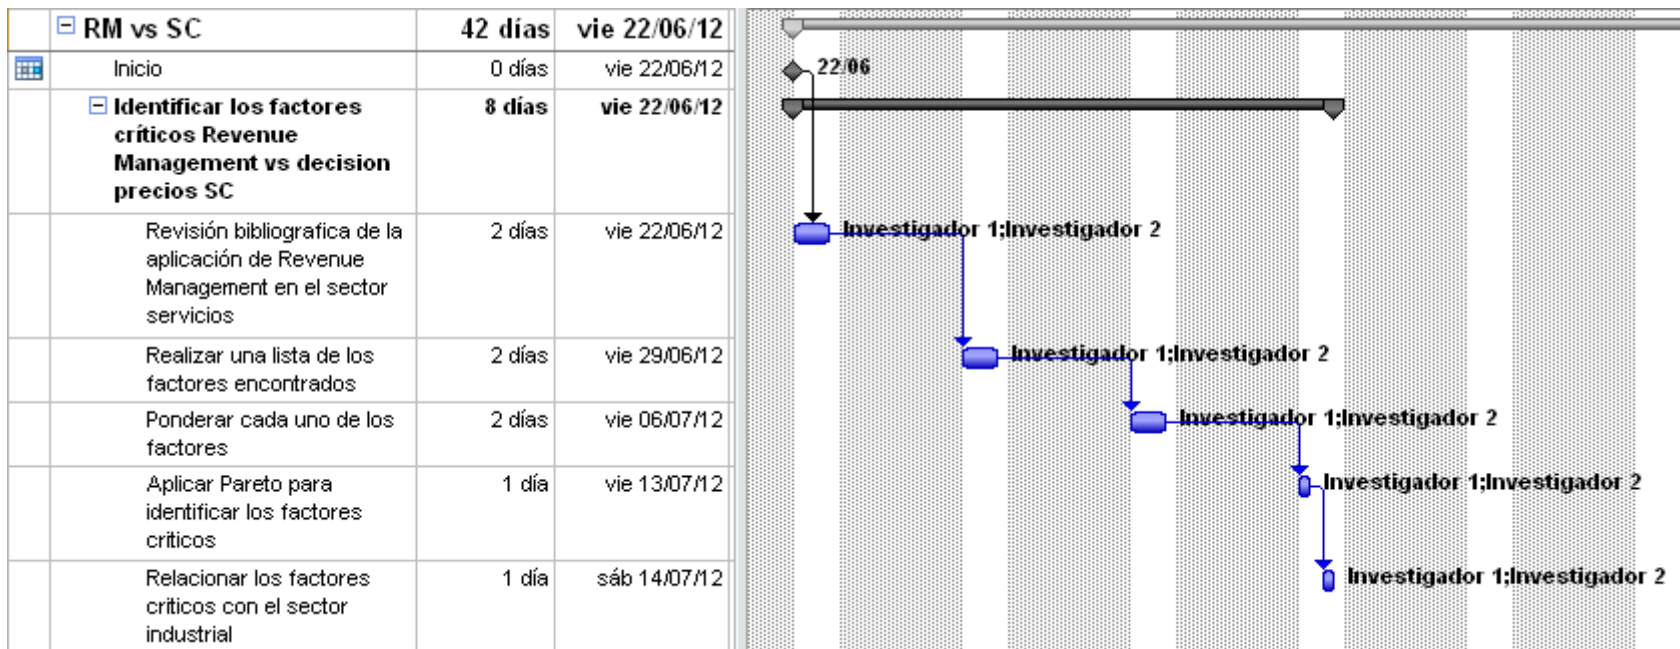 RM vs SC 42 días vie 22/06/12
Inicio 0 días vie 22/06/12 22/06
Identificar los factores 8 días vie 22/06/12
críticos Revenue
Management vs decision
precios SC
Revisión bibliografica de la 2 días vie 22/06/12 Investigador 1;Investigador 2
aplicación de Revenue
Management en el sector
servicios
Realizar una lista de los 2 días vie 29/06/12 Investigador 1;Investigador 2
factores encontrados
Ponderar cada uno de los 2 días vie 06/07/12 Investigador 1;Investigador 2
factores
Aplicar Pareto para 1 día vie 13/07/12 Investigador 1;Investigador 2
identificar los factores
criticos
Relacionar los factores 1 día sáb 14/07/12 Investigador 1;Investigador 2
criticos con el sector
industrial